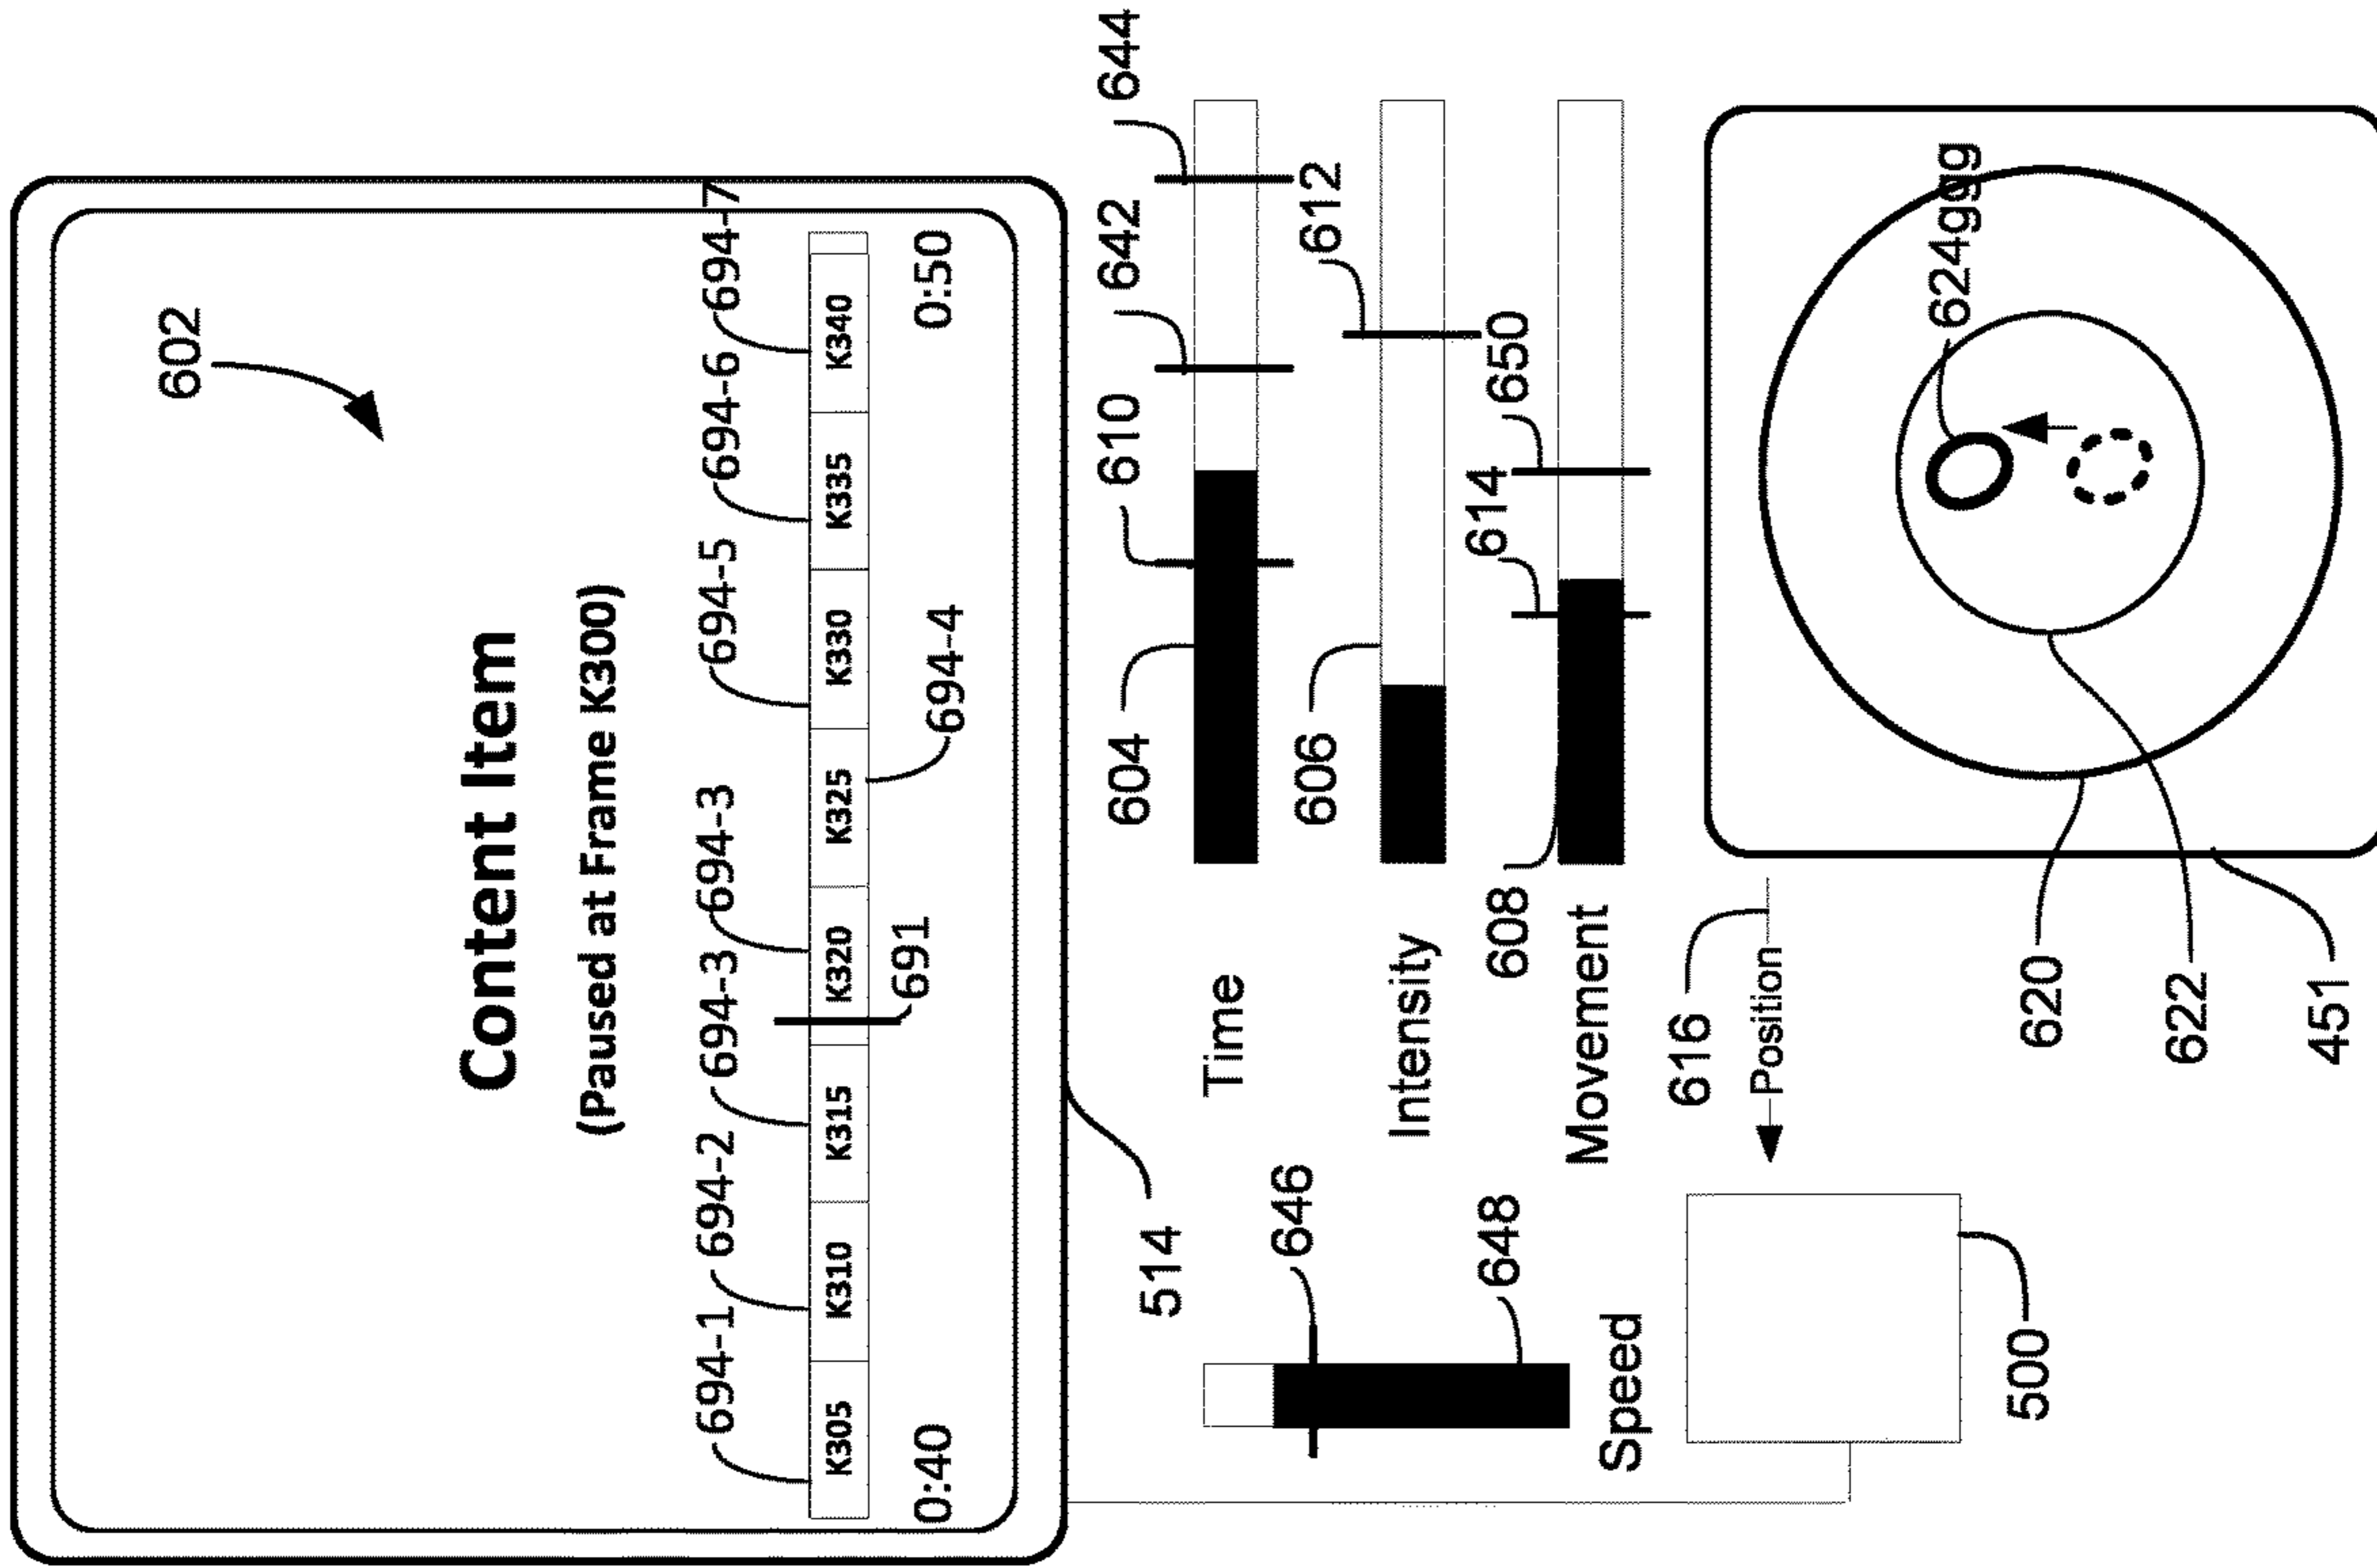 602
Content Item
(Paused at Frame K300)
694-1 694-2 694-3 694-3 694-5 694-6 694-7
K305 K310 K315 K320 K325 K330 K335 K340
691
694-4
0:40 0:50
514
604 610 642 644
Time
646
606 612
Intensity
648
608 614 650
Movement
Speed
616
Position
624ggg
500
620
622
451